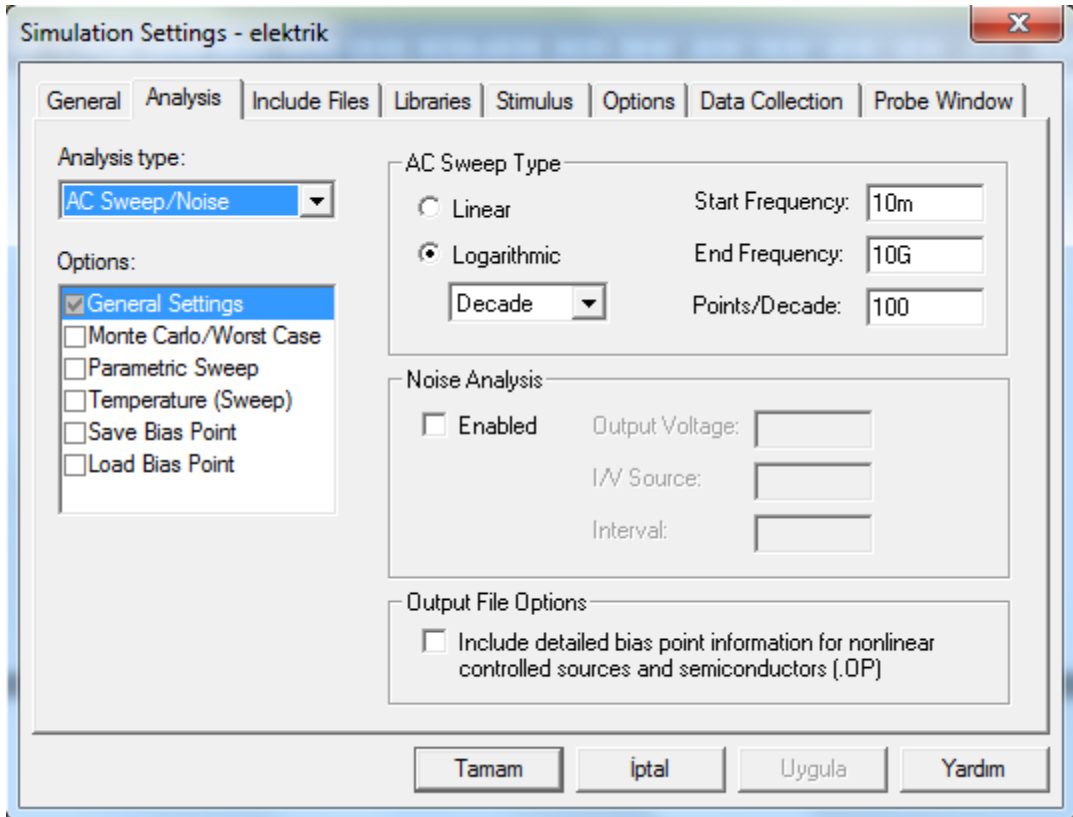 Simulation Settings - elektrik
General Analysis Include Files Libraries Stimulus Options Data Collection Probe Window
Analysis type:
AC Sweep/Noise
Options:
General Settings
Monte Carlo/Worst Case
Parametric Sweep
Temperature (Sweep)
Save Bias Point
Load Bias Point
AC Sweep Type
Linear
Logarithmic
Decade
Start Frequency: 10m
End Frequency: 10G
Points/Decade: 100
Noise Analysis
Enabled
Output Voltage:
I/V Source:
Interval:
Output File Options
Include detailed bias point information for nonlinear
controlled sources and semiconductors (.OP)
Tamam İptal Uygula Yardım